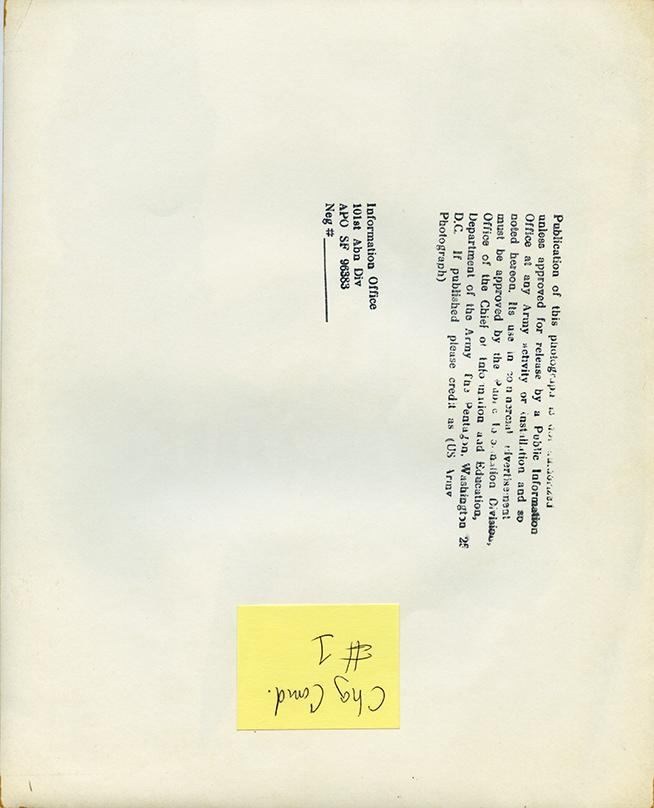 Publication of this photograph is not authorized
unless approved for release by a Public Information
Office at any Army activity or installation and so
noted hereon. Its use in commercial advertisement
must be approved by the Public Information Division,
Office of the Chief of Information and Education,
Department of the Army The Pentagon, Washington 25
D.C. If published please credit as (US Army
Photograph)
Information Office
101st Abn Div
APO SF 96383
Neg #
Chg Comd.
#1